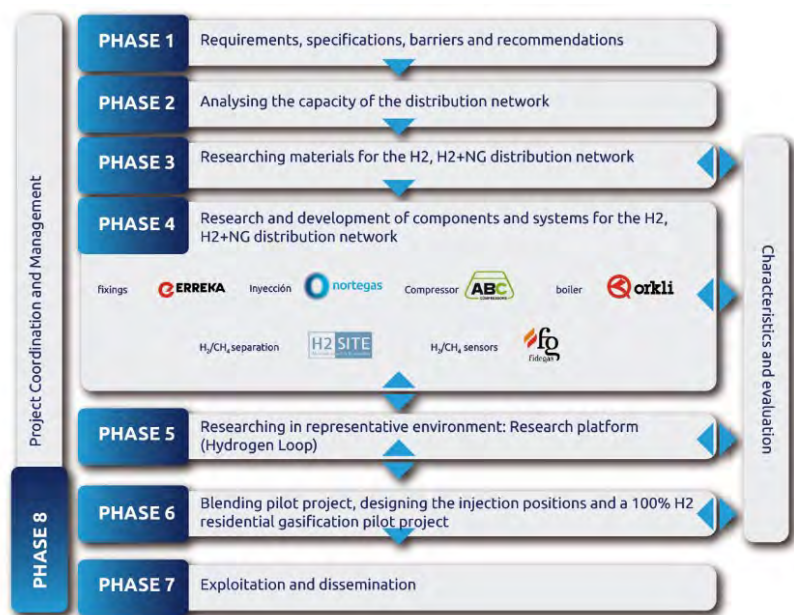 PHASE 1
Requirements, specifications, barriers and recommendations
PHASE 2
Analysing the capacity of the distribution network
PHASE 3
Researching materials for the H2, H2+NG distribution network
PHASE 4
Research and development of components and systems for the H2,
H2+NG distribution network
fixings
ERREKA
Inyección
nortegas
Compressor
ABC
COMPRESSORS
boiler
orkli
H₂/CH₄ separation
H2 SITE
H₂/CH₄ sensors
fg
fidegas
PHASE 5
Researching in representative environment: Research platform
(Hydrogen Loop)
PHASE 6
Blending pilot project, designing the injection positions and a 100% H2
residential gasification pilot project
PHASE 7
Exploitation and dissemination
Project Coordination and Management
PHASE 8
Characteristics and evaluation